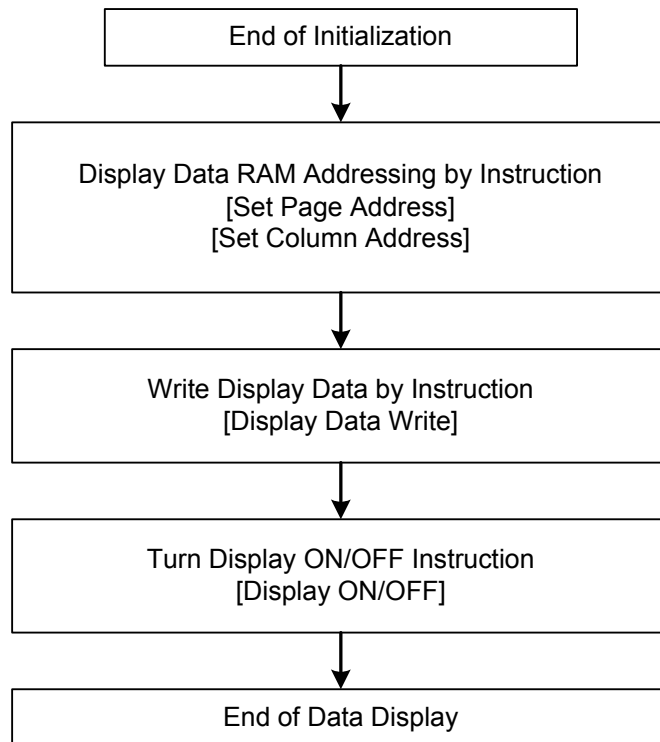 End of Initialization
Display Data RAM Addressing by Instruction
[Set Page Address]
[Set Column Address]
Write Display Data by Instruction
[Display Data Write]
Turn Display ON/OFF Instruction
[Display ON/OFF]
End of Data Display